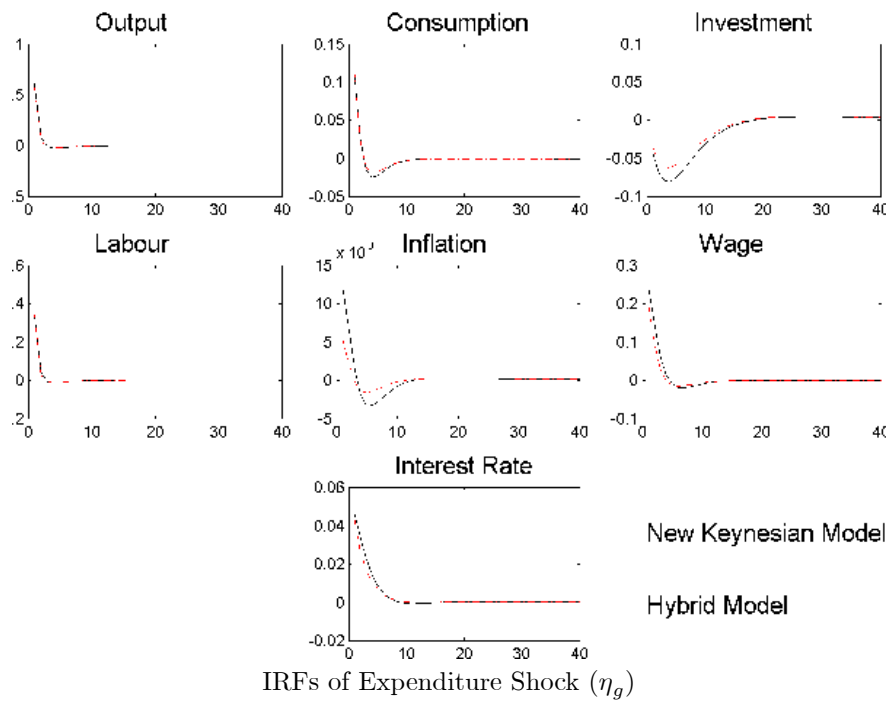 Output Consumption Investment
1 0.15 0.1
.5 0.1 0.05
0 0.05 0
0 -0.05
.5 -0.05 -0.1
0 10 20 30 40 0 10 20 30 40 0 10 20 30 40
Labour Inflation Wage
x 10
.6 15 0.3
.4 10 0.2
.2 5 0.1
0 0 0
.2 -5 -0.1
0 10 20 30 40 0 10 20 30 40 0 10 20 30 40
Interest Rate
0.06
0.04
0.02
0
-0.02
0 10 20 30 40
New Keynesian Model
Hybrid Model
IRFs of Expenditure Shock (η_g)